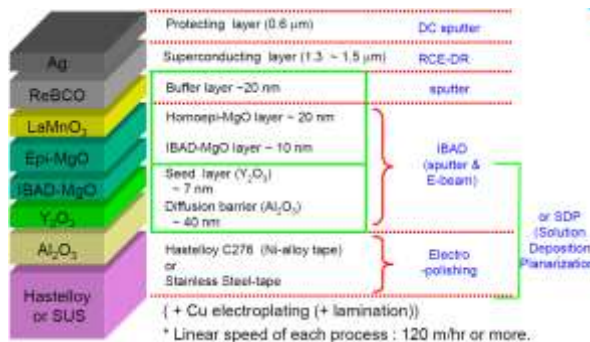 Ag
ReBCO
LaMnO₃
Epi-MgO
IBAD-MgO
Y₂O₃
Al₂O₃
Hastelloy
or SUS
Protecting layer (0.6 μm)
DC sputter
Superconducting layer (1.3 ~ 1.5 μm)
RCE-DR
Buffer layer ~20 nm
sputter
Homoepi-MgO layer ~ 20 nm
IBAD-MgO layer ~ 10 nm
Seed layer (Y₂O₃)
~ 7 nm
Diffusion barrier (Al₂O₃)
~ 40 nm
IBAD
(sputter &
E-beam)
Hastelloy C276 (Ni-alloy tape)
or
Stainless Steel-tape
Electro
-polishing
or SDP
(Solution
Deposition
Planarization
( + Cu electroplating (+ lamination))
* Linear speed of each process : 120 m/hr or more.